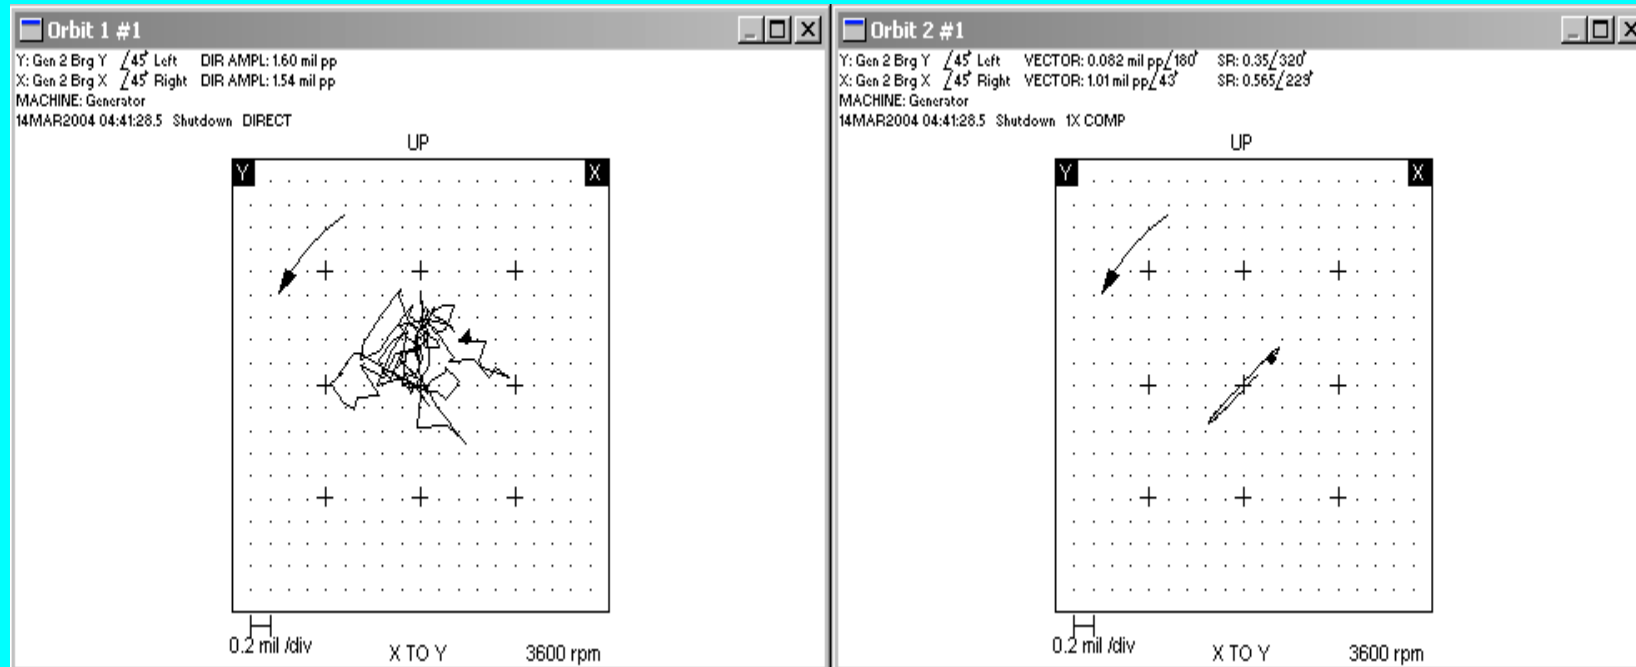 Orbit 1 #1
Y: Gen 2 Brg Y ∠45° Left DIR AMPL: 1.60 mil pp
X: Gen 2 Brg X ∠45° Right DIR AMPL: 1.54 mil pp
MACHINE: Generator
14MAR2004 04:41:28.5 Shutdown DIRECT
UP
Y X
0.2 mil /div
X TO Y 3600 rpm
Orbit 2 #1
Y: Gen 2 Brg Y ∠45° Left VECTOR: 0.082 mil pp∠180° SR: 0.35∠320°
X: Gen 2 Brg X ∠45° Right VECTOR: 1.01 mil pp∠43° SR: 0.565∠223°
MACHINE: Generator
14MAR2004 04:41:28.5 Shutdown 1X COMP
UP
Y X
0.2 mil /div
X TO Y 3600 rpm